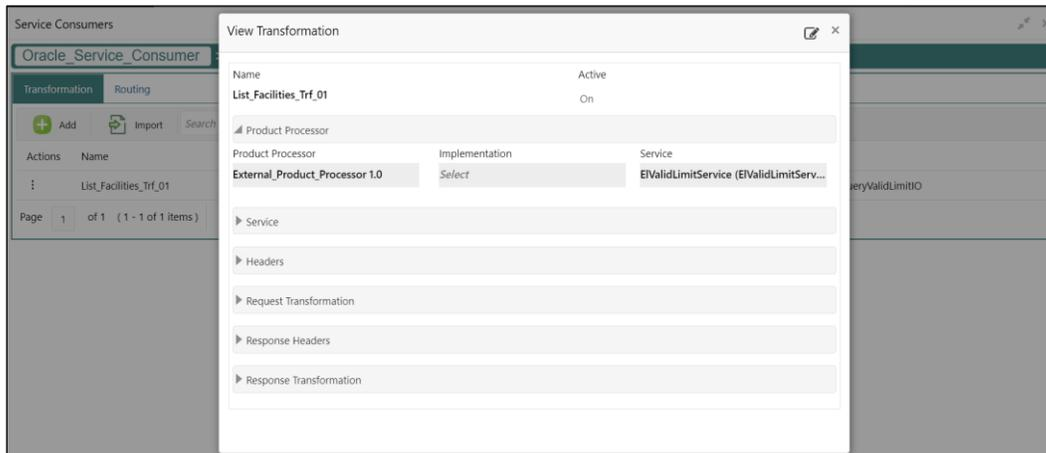 Service Consumers
Oracle_Service_Consumer
Transformation Routing
Add Import Search
Actions Name
List_Facilities_Trf_01
Page 1 of 1 ( 1 - 1 of 1 items )
View Transformation
Name Active
List_Facilities_Trf_01 On
Product Processor
Product Processor Implementation Service
External_Product_Processor 1.0 Select ElValidLimitService (ElValidLimitServ...
Service
Headers
Request Transformation
Response Headers
Response Transformation